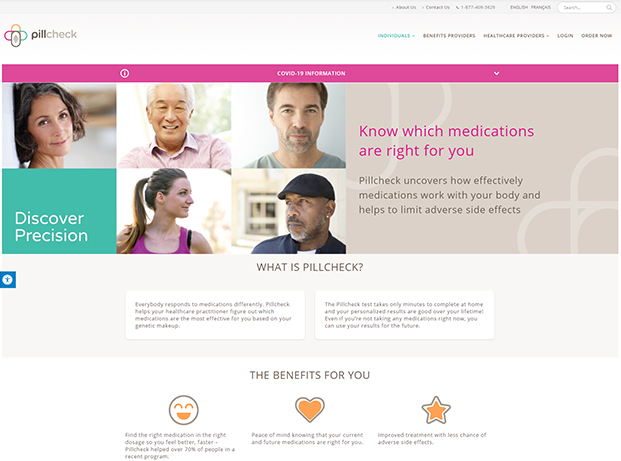 About Us
Contact Us
1-877-409-3629
ENGLISH FRANÇAIS
Search...
pillcheck
INDIVIDUALS
BENEFITS PROVIDERS
HEALTHCARE PROVIDERS
LOGIN
ORDER NOW
COVID-19 INFORMATION
Know which medications
are right for you
Pillcheck uncovers how effectively
medications work with your body and
helps to limit adverse side effects
Discover
Precision
WHAT IS PILLCHECK?
Everybody responds to medications differently. Pillcheck
helps your healthcare practitioner figure out which
medications are the most effective for you based on your
genetic makeup.
The Pillcheck test takes only minutes to complete at home
and your personalized results are good over your lifetime!
Even if you're not taking any medications right now, you
can use your results for the future.
THE BENEFITS FOR YOU
Find the right medication in the right
dosage so you feel better, faster –
Pillcheck helped over 70% of people in a
recent program.
Peace of mind knowing that your current
and future medications are right for you.
Improved treatment with less chance of
adverse side effects.